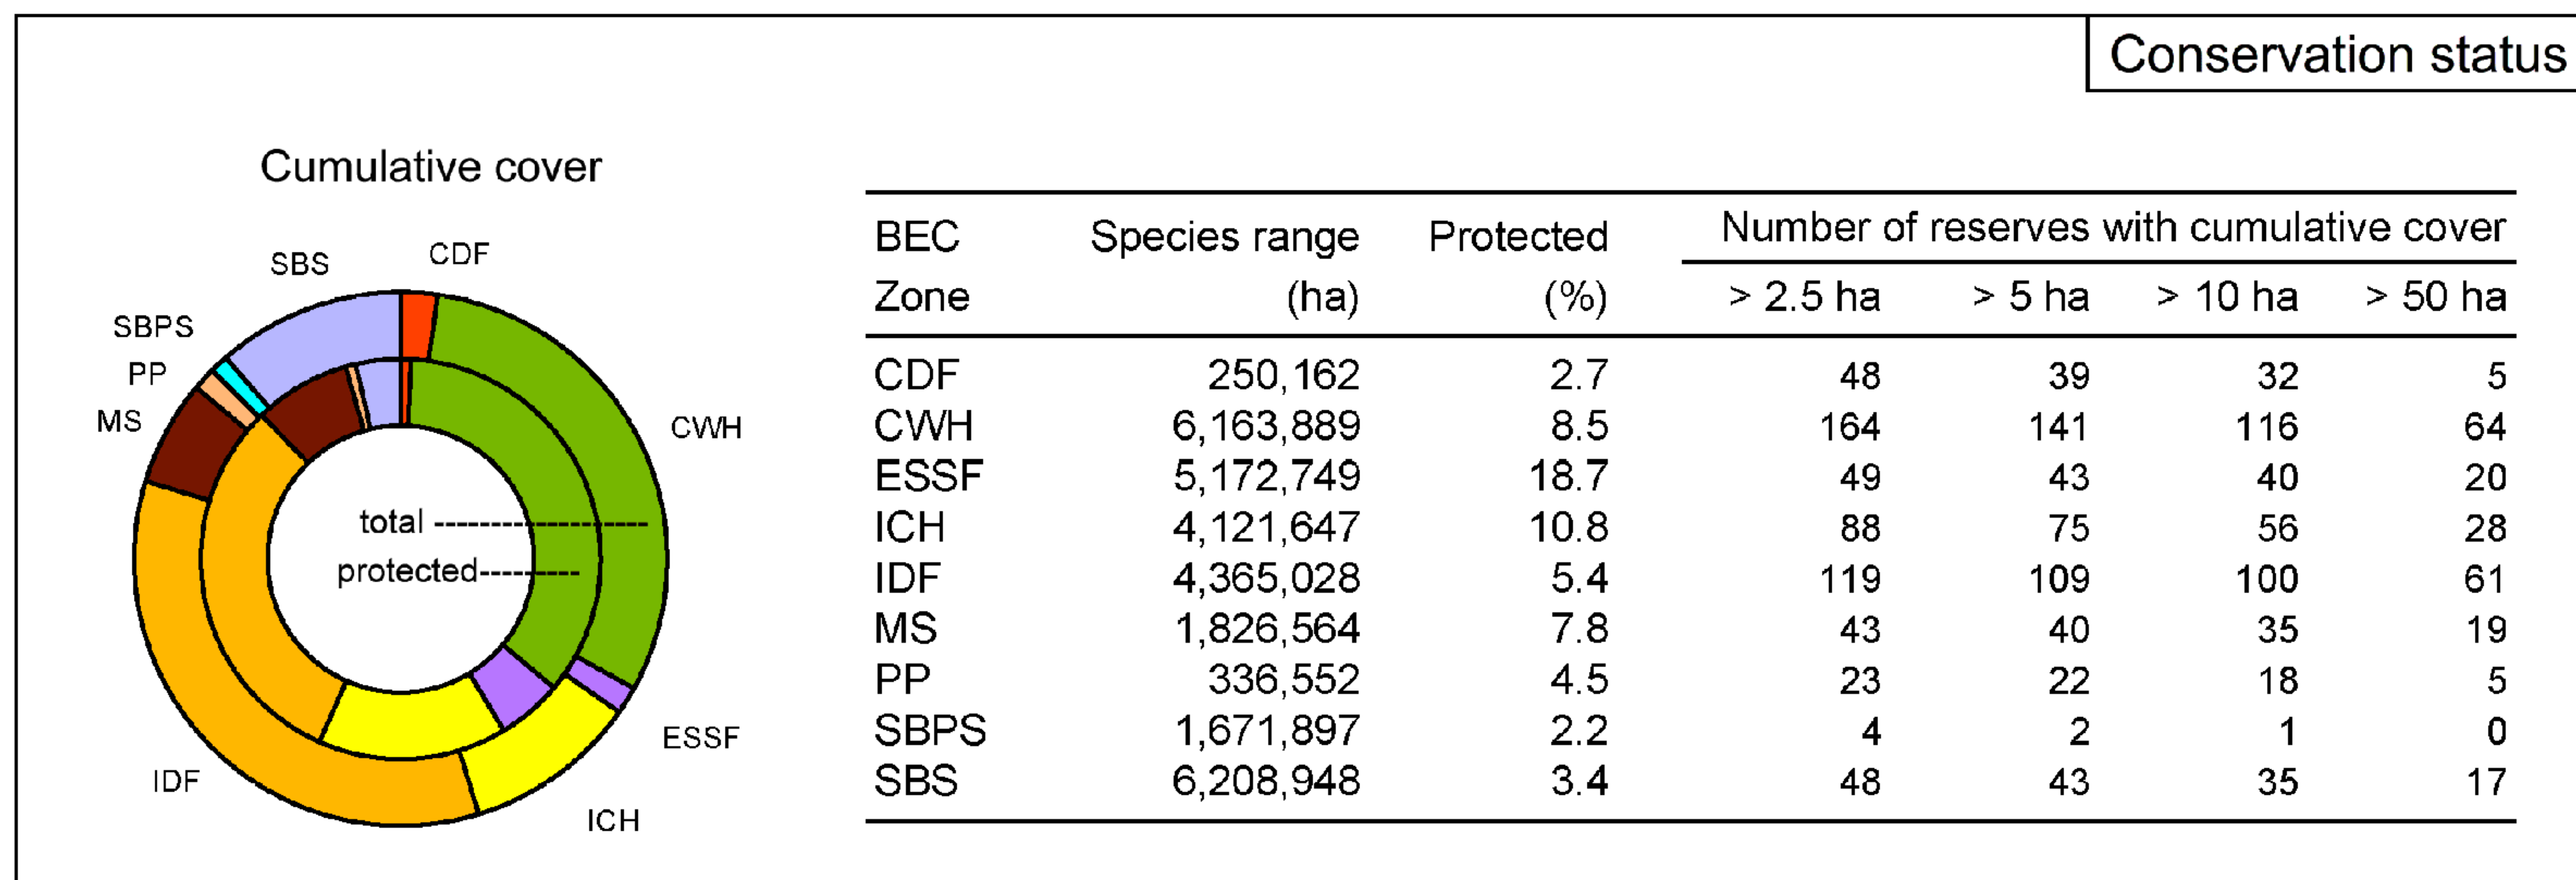 Conservation status
Cumulative cover
SBS
CDF
SBPS
PP
MS
CWH
total
protected
ESSF
IDF
ICH
BEC Species range Protected Number of reserves with cumulative cover
Zone (ha) (%) > 2.5 ha > 5 ha > 10 ha > 50 ha
CDF 250,162 2.7 48 39 32 5
CWH 6,163,889 8.5 164 141 116 64
ESSF 5,172,749 18.7 49 43 40 20
ICH 4,121,647 10.8 88 75 56 28
IDF 4,365,028 5.4 119 109 100 61
MS 1,826,564 7.8 43 40 35 19
PP 336,552 4.5 23 22 18 5
SBPS 1,671,897 2.2 4 2 1 0
SBS 6,208,948 3.4 48 43 35 17